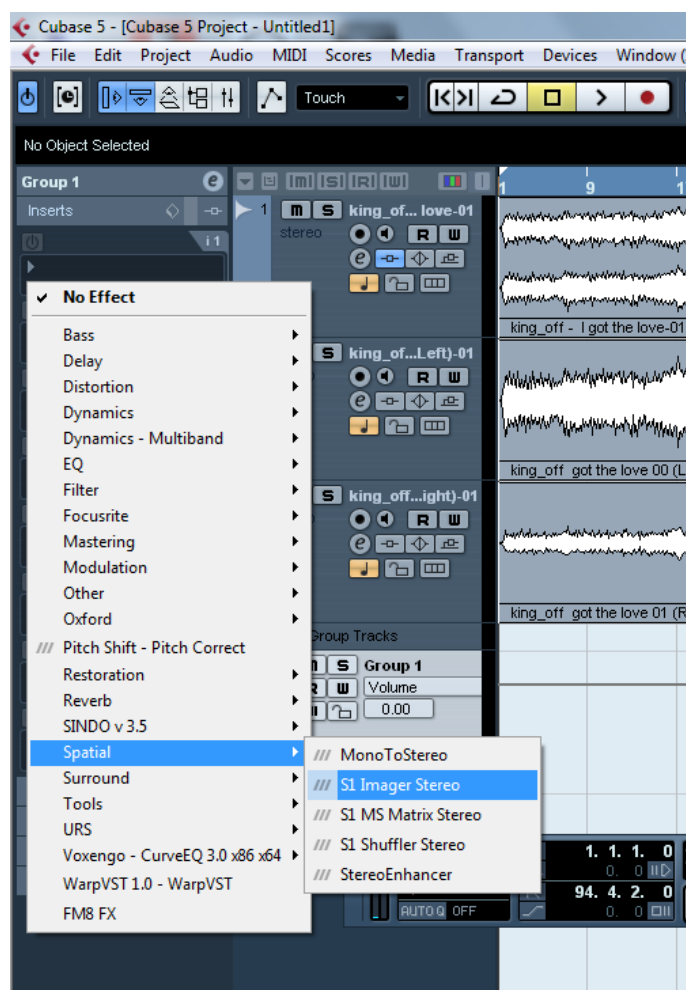 Cubase 5 - [Cubase 5 Project - Untitled1]
File Edit Project Audio MIDI Scores Media Transport Devices Window (
Touch
No Object Selected
Group 1
Inserts
i 1
m S R W
1 9 1
1 m S king_of... love-01
stereo
R W
king_off - I got the love-01
S king_of...Left)-01
R W
king_off got the love 00 (L
S king_off...ight)-01
R W
king_off got the love 01 (R
Group Tracks
S Group 1
W Volume
0.00
No Effect
Bass
Delay
Distortion
Dynamics
Dynamics - Multiband
EQ
Filter
Focusrite
Mastering
Modulation
Other
Oxford
Pitch Shift - Pitch Correct
Restoration
Reverb
SINDO v 3.5
Spatial
Surround
Tools
URS
Voxengo - CurveEQ 3.0 x86 x64
WarpVST 1.0 - WarpVST
FM8 FX
MonoToStereo
S1 Imager Stereo
S1 MS Matrix Stereo
S1 Shuffler Stereo
StereoEnhancer
1. 1. 1. 0
0. 0
94. 4. 2. 0
0. 0
AUTO Q OFF